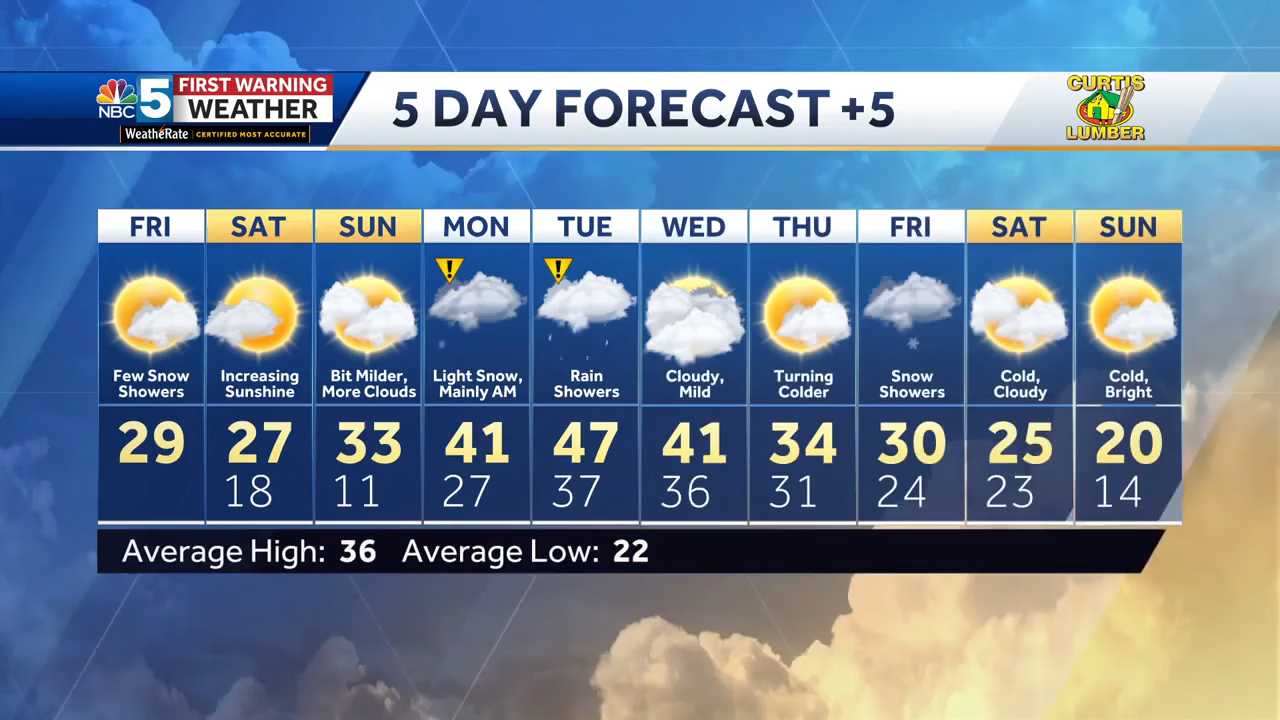 NBC 5 FIRST WARNING
WEATHER
WeatheRate CERTIFIED MOST ACCURATE
5 DAY FORECAST +5
CURTIS
LUMBER
FRI SAT SUN MON TUE WED THU FRI SAT SUN
! !
Few Snow Increasing Bit Milder, Light Snow, Rain Cloudy, Turning Snow Cold, Cold,
Showers Sunshine More Clouds Mainly AM Showers Mild Colder Showers Cloudy Bright
29 27 33 41 47 41 34 30 25 20
18 11 27 37 36 31 24 23 14
Average High: 36 Average Low: 22